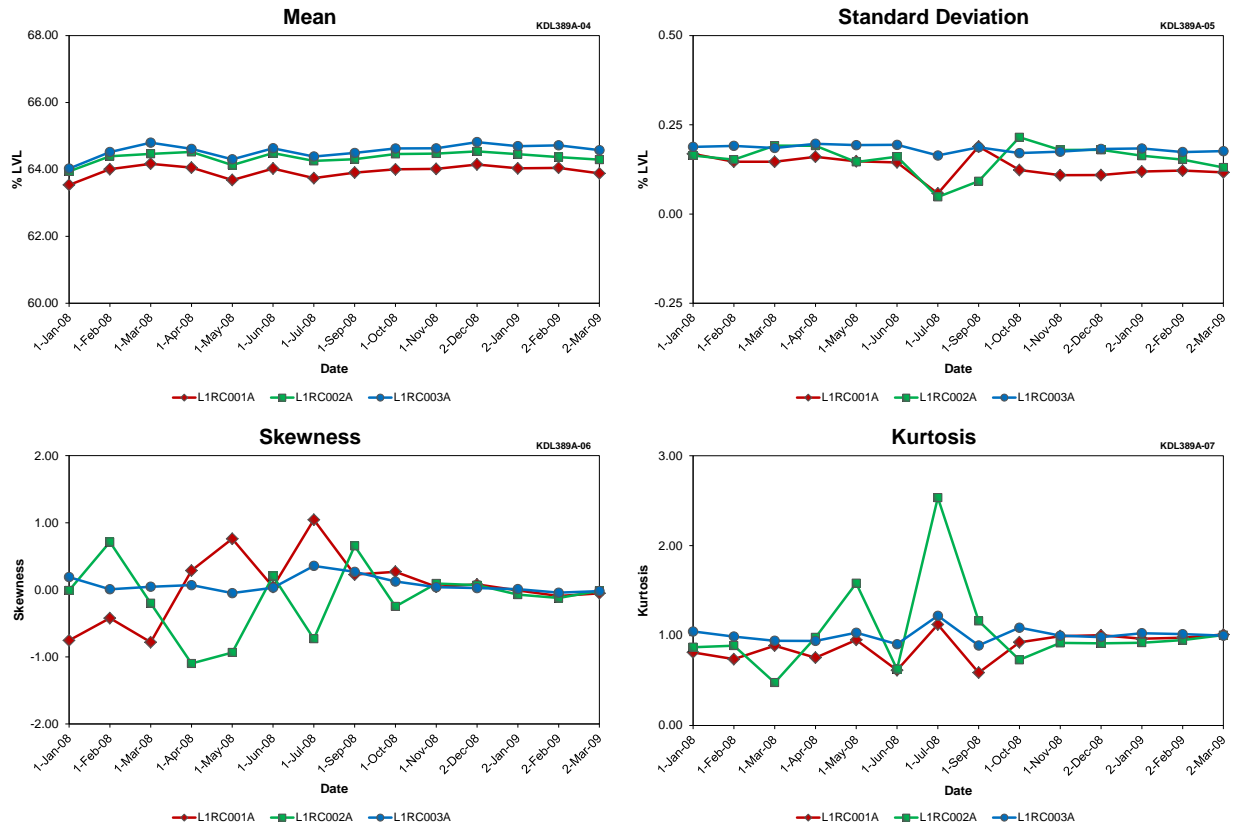 Mean
KDL389A-04
68.00
66.00
64.00
62.00
60.00
% LVL
1-Jan-08 1-Feb-08 1-Mar-08 1-Apr-08 1-May-08 1-Jun-08 1-Jul-08 1-Sep-08 1-Oct-08 1-Nov-08 2-Dec-08 2-Jan-09 2-Feb-09 2-Mar-09
Date
L1RC001A L1RC002A L1RC003A
Standard Deviation
KDL389A-05
0.50
0.25
0.00
-0.25
% LVL
1-Jan-08 1-Feb-08 1-Mar-08 1-Apr-08 1-May-08 1-Jun-08 1-Jul-08 1-Sep-08 1-Oct-08 1-Nov-08 2-Dec-08 2-Jan-09 2-Feb-09 2-Mar-09
Date
L1RC001A L1RC002A L1RC003A
Skewness
KDL389A-06
2.00
1.00
0.00
-1.00
-2.00
Skewness
1-Jan-08 1-Feb-08 1-Mar-08 1-Apr-08 1-May-08 1-Jun-08 1-Jul-08 1-Sep-08 1-Oct-08 1-Nov-08 2-Dec-08 2-Jan-09 2-Feb-09 2-Mar-09
Date
L1RC001A L1RC002A L1RC003A
Kurtosis
KDL389A-07
3.00
2.00
1.00
0.00
Kurtosis
1-Jan-08 1-Feb-08 1-Mar-08 1-Apr-08 1-May-08 1-Jun-08 1-Jul-08 1-Sep-08 1-Oct-08 1-Nov-08 2-Dec-08 2-Jan-09 2-Feb-09 2-Mar-09
Date
L1RC001A L1RC002A L1RC003A